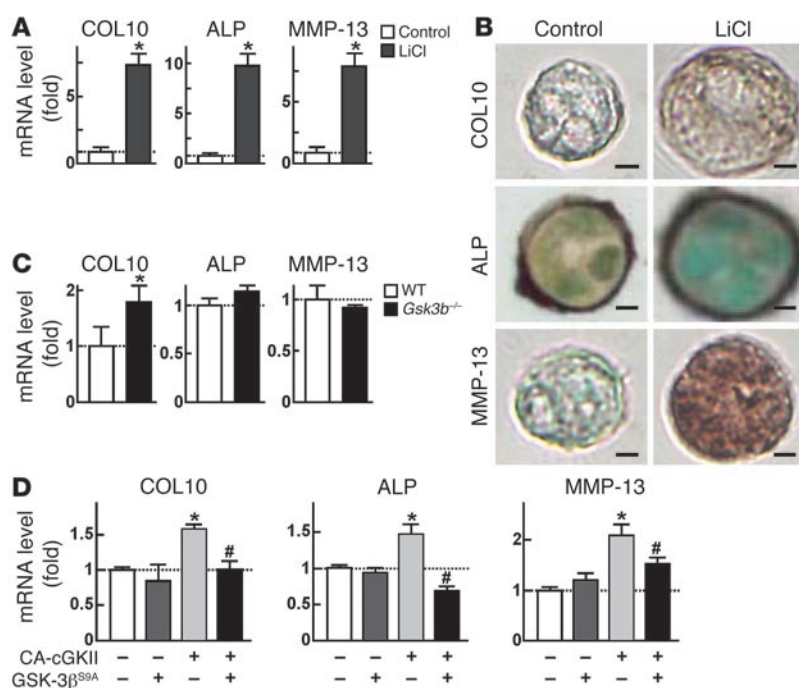 A
COL10 ALP MMP-13
Control
LiCl
mRNA level
(fold)
5
0
10
5
0
5
0
* * *
B
Control LiCl
COL10
ALP
MMP-13
C
COL10 ALP MMP-13
WT
Gsk3b–/–
mRNA level
(fold)
2
1
0
1
0.5
0
1
0.5
0
*
D
COL10 ALP MMP-13
mRNA level
(fold)
1.5
1
0.5
0
1.5
1
0.5
0
2
1
0
* # * # * #
CA-cGKII – – + + – – + + – – + +
GSK-3βS9A – + – + – + – + – + – +